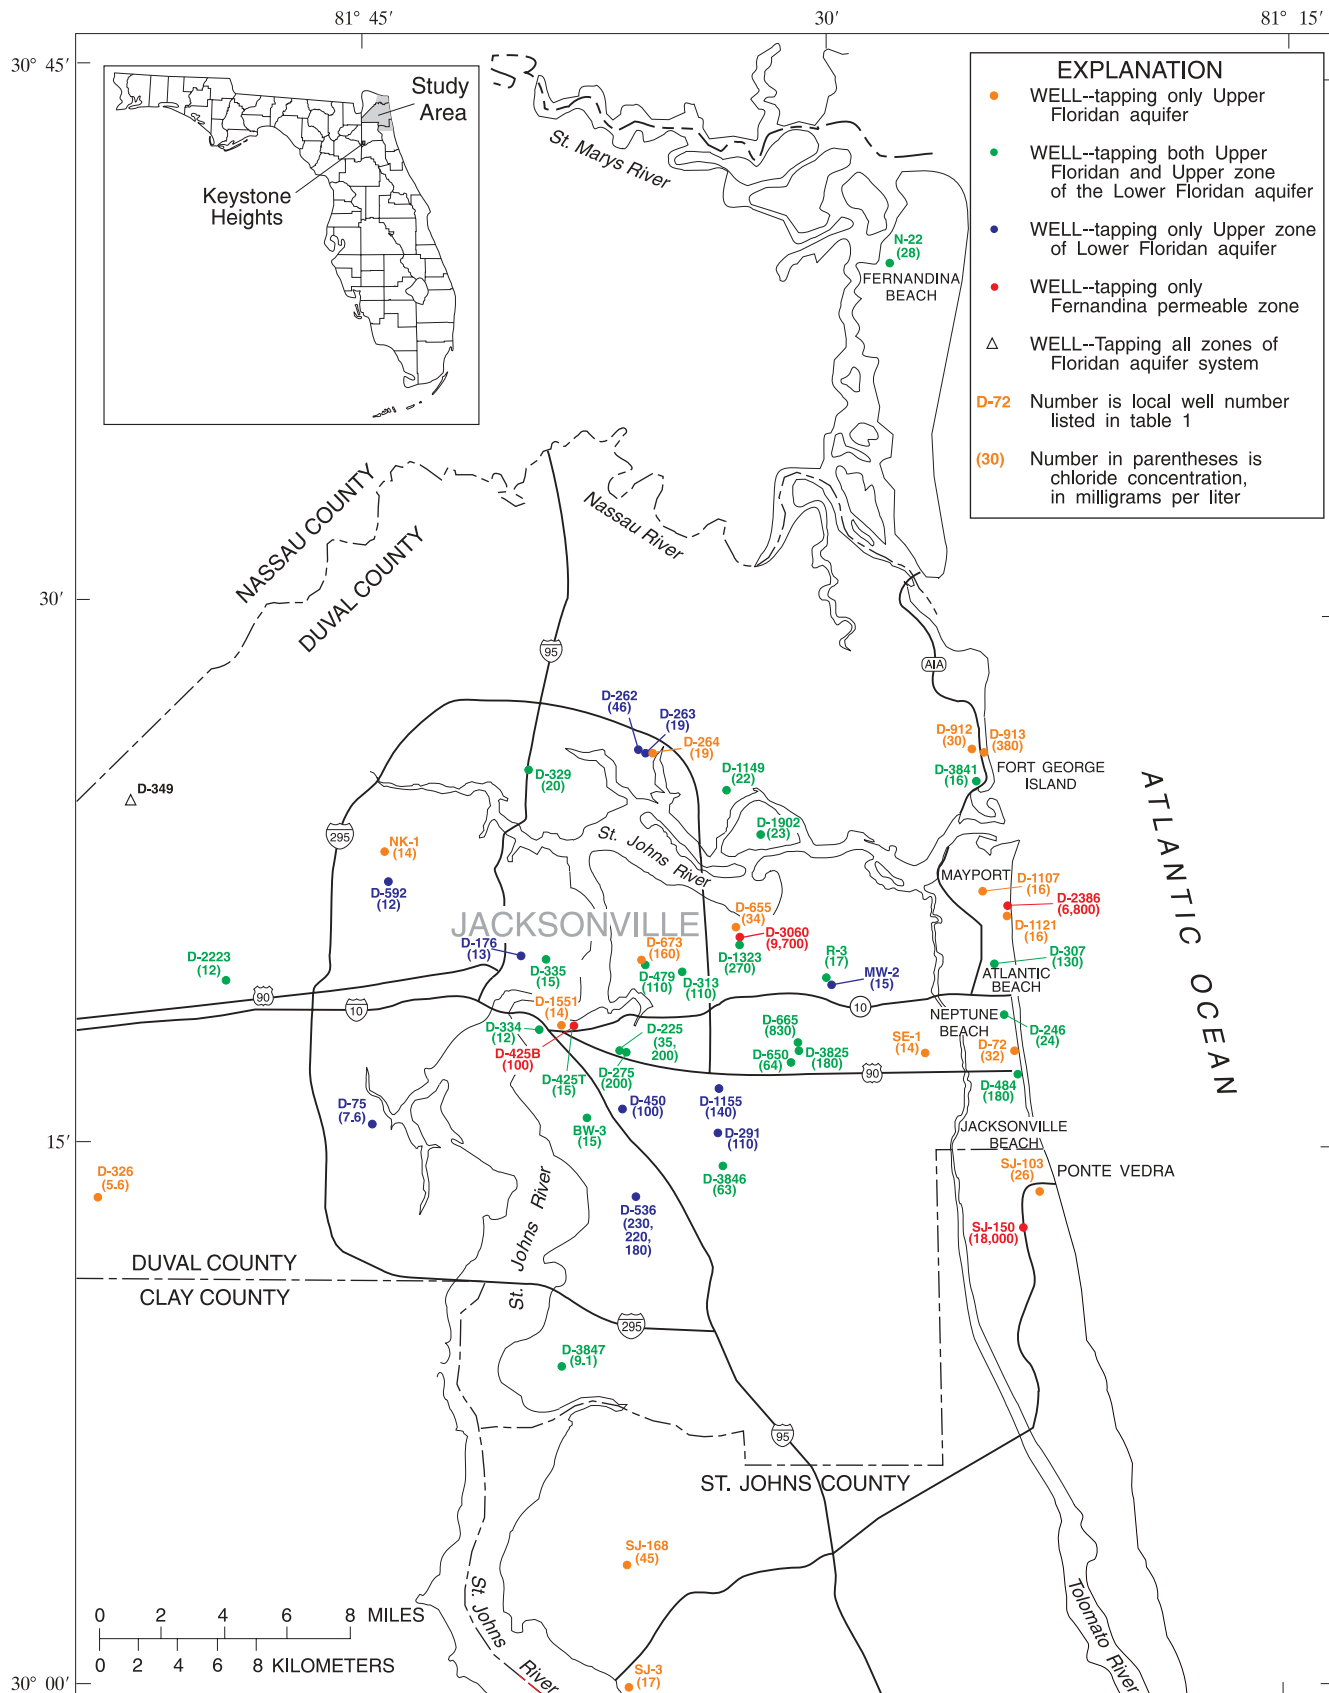 81° 45′
30′
81° 15′
30° 45′
Study
Area
Keystone
Heights
EXPLANATION
WELL--tapping only Upper
Floridan aquifer
WELL--tapping both Upper
Floridan and Upper zone
of the Lower Floridan aquifer
WELL--tapping only Upper zone
of Lower Floridan aquifer
WELL--tapping only
Fernandina permeable zone
WELL--Tapping all zones of
Floridan aquifer system
D-72 Number is local well number
listed in table 1
(30) Number in parentheses is
chloride concentration,
in milligrams per liter
St. Marys River
N-22
(28)
FERNANDINA
BEACH
NASSAU COUNTY
DUVAL COUNTY
Nassau River
30′
95
A1A
D-262
(46)
D-263
(19)
D-264
(19)
D-912
(30)
D-913
(380)
D-329
(20)
D-1149
(22)
D-3841
(16)
FORT GEORGE
ISLAND
D-349
D-1902
(23)
295
NK-1
(14)
St. Johns River
ATLANTIC OCEAN
D-592
(12)
MAYPORT
D-1107
(16)
D-2386
(6,800)
D-1121
(16)
JACKSONVILLE
D-655
(34)
D-3060
(9,700)
D-1323
(270)
D-176
(13)
D-673
(160)
D-2223
(12)
D-335
(15)
D-479
(110)
D-313
(110)
R-3
(17)
MW-2
(15)
D-307
(130)
ATLANTIC
BEACH
90
10
10
D-1551
(14)
NEPTUNE
BEACH
D-334
(12)
D-225
(35,
200)
D-665
(830)
D-246
(24)
SE-1
(14)
D-72
(32)
D-425B
(100)
D-650
(64)
D-3825
(180)
D-425T
(15)
D-275
(200)
90
D-484
(180)
D-75
(7.6)
D-450
(100)
D-1155
(140)
BW-3
(15)
D-291
(110)
JACKSONVILLE
BEACH
15′
D-326
(5.6)
D-3846
(63)
SJ-103
(26)
PONTE VEDRA
D-536
(230,
220,
180)
SJ-150
(18,000)
St. Johns River
DUVAL COUNTY
CLAY COUNTY
295
D-3847
(9.1)
95
ST. JOHNS COUNTY
SJ-168
(45)
St. Johns River
Tolomato River
0 2 4 6 8 MILES
0 2 4 6 8 KILOMETERS
SJ-3
(17)
30° 00′